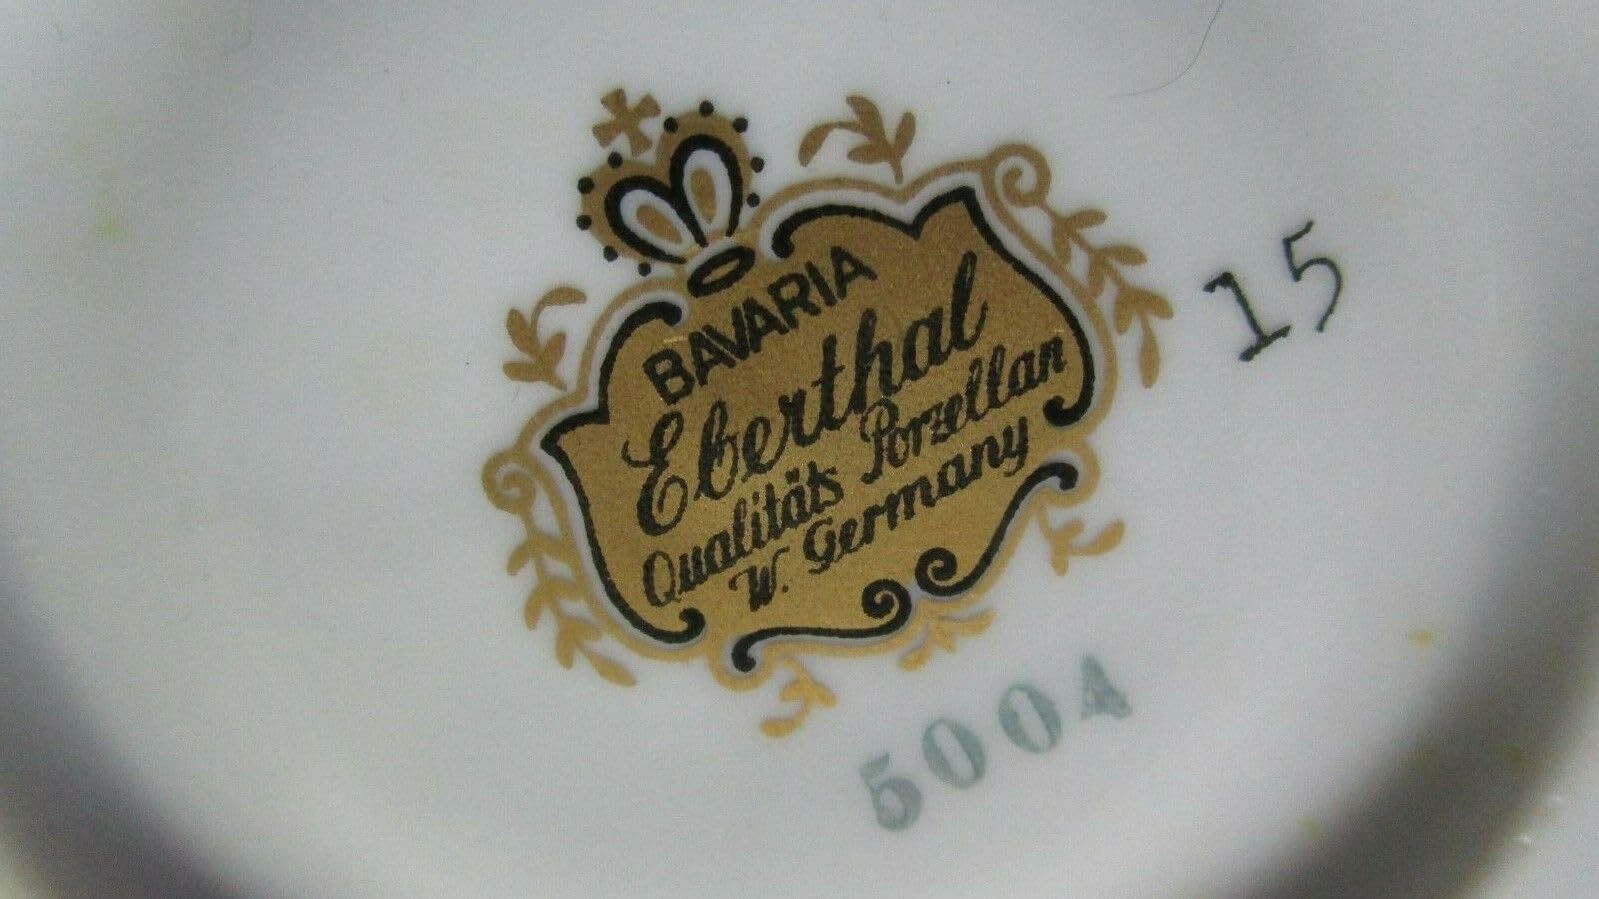 BAVARIA
Eberthal
Qualitäts Porzellan
W. Germany
15
5004